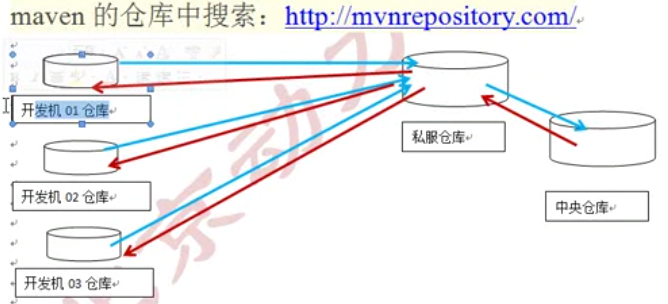 maven 的仓库中搜索：http://mvnrepository.com/
开发机 01 仓库
私服仓库
开发机 02 仓库
中央仓库
开发机 03 仓库